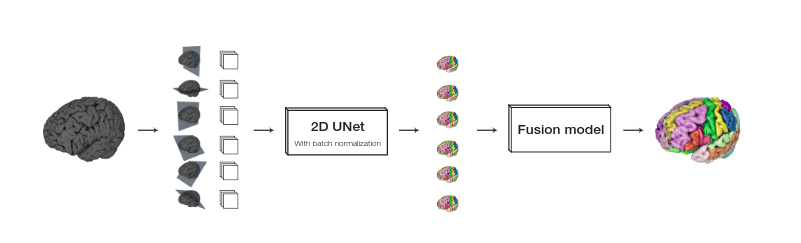 2D UNet
With batch normalization
Fusion model